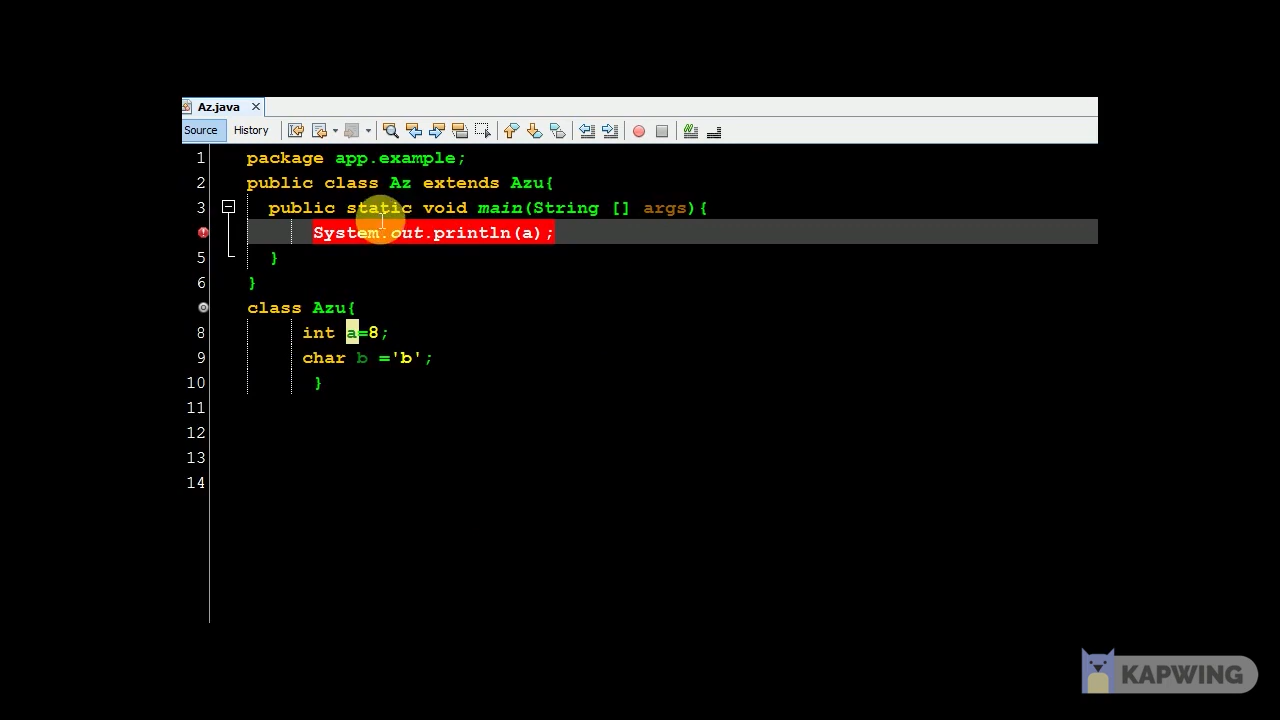 Az.java
Source History
1 package app.example;
2 public class Az extends Azu{
3 public static void main(String [] args){
System.out.println(a);
5 }
6 }
class Azu{
8 int a=8;
9 char b ='b';
10 }
11
12
13
14
KAPWING